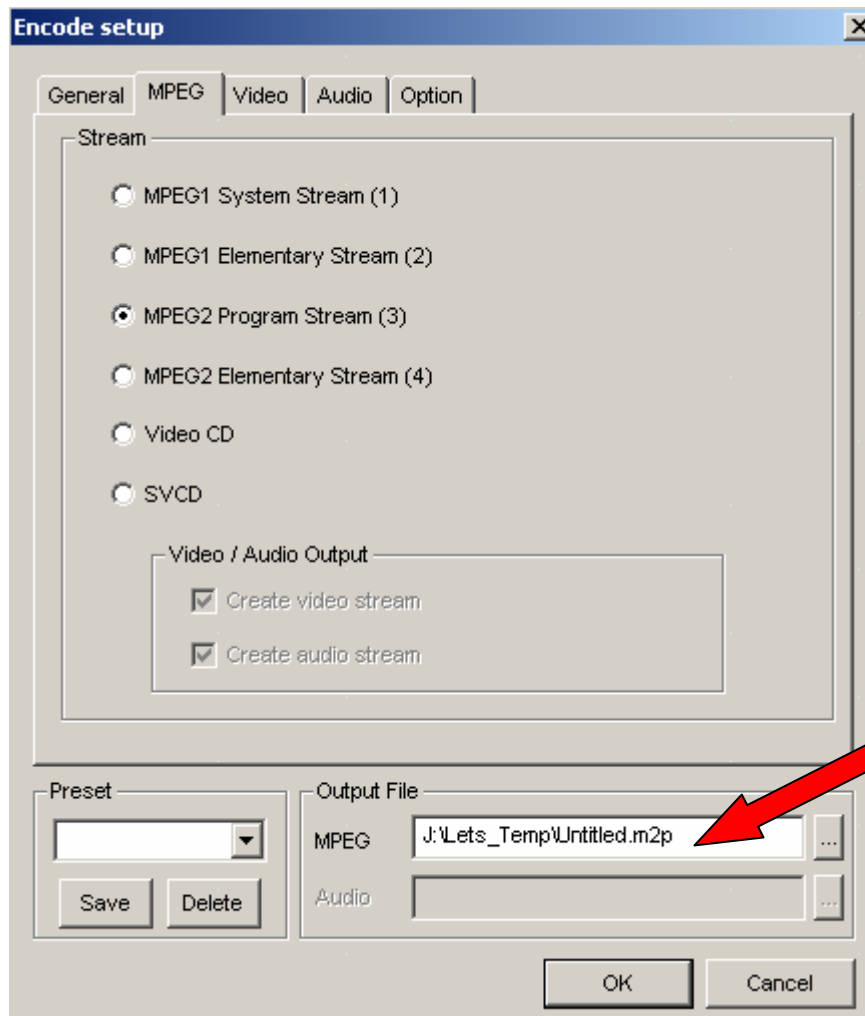 Encode setup
General MPEG Video Audio Option
Stream
MPEG1 System Stream (1)
MPEG1 Elementary Stream (2)
MPEG2 Program Stream (3)
MPEG2 Elementary Stream (4)
Video CD
SVCD
Video / Audio Output
Create video stream
Create audio stream
Preset
Save Delete
Output File
MPEG J:\Lets_Temp\Untitled.m2p ...
Audio ...
OK Cancel